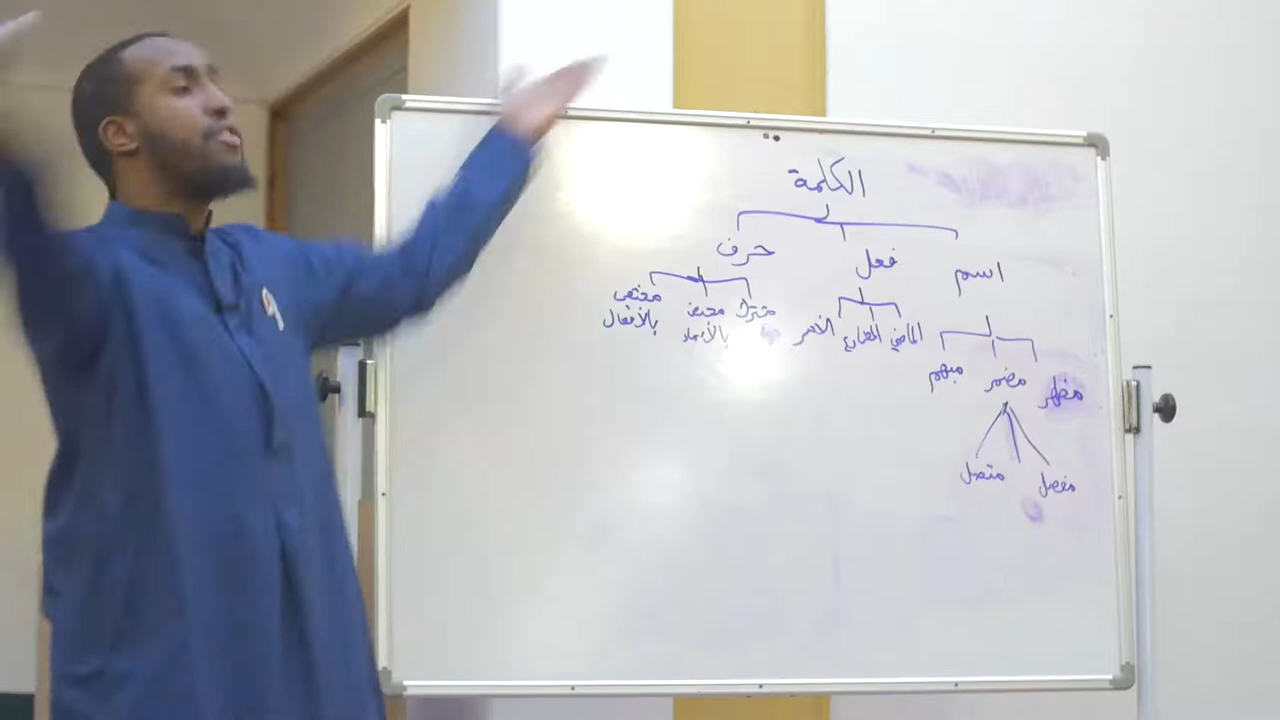 الكلمة
اسم فعل حرف
الماضي المضارع الأمر
مشترك مختص بالأسماء مختص بالأفعال
مظهر مضمر مبهم
منفصل متصل